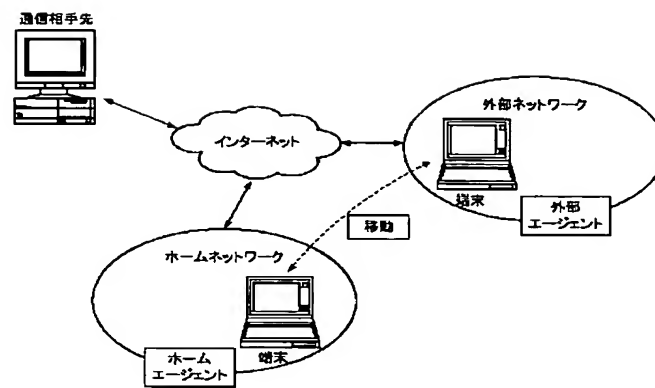 通信相手先
外部ネットワーク
インターネット
端末
外部
エージェント
移動
ホームネットワーク
端末
ホーム
エージェント